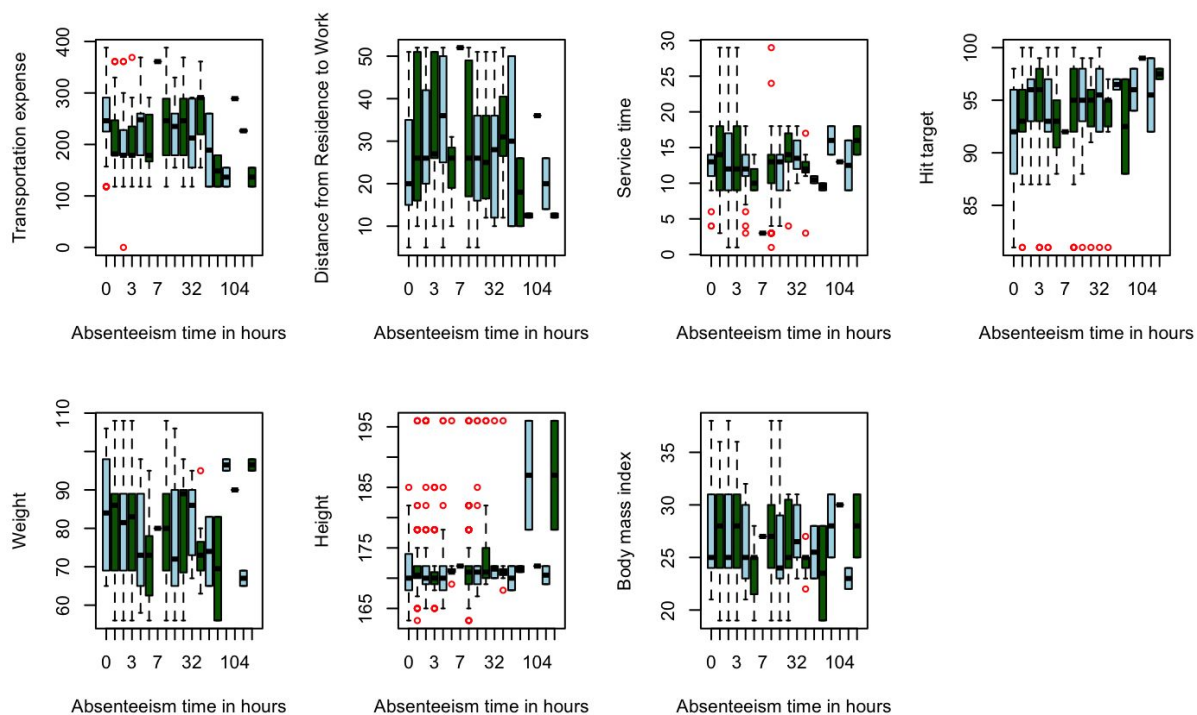 Transportation expense
400
300
200
100
0
0 3 7 32 104
Absenteeism time in hours
Distance from Residence to Work
50
40
30
20
10
0 3 7 32 104
Absenteeism time in hours
Service time
30
25
20
15
10
5
0
0 3 7 32 104
Absenteeism time in hours
Hit target
100
95
90
85
0 3 7 32 104
Absenteeism time in hours
Weight
110
90
80
70
60
0 3 7 32 104
Absenteeism time in hours
Height
195
185
175
165
0 3 7 32 104
Absenteeism time in hours
Body mass index
35
30
25
20
0 3 7 32 104
Absenteeism time in hours